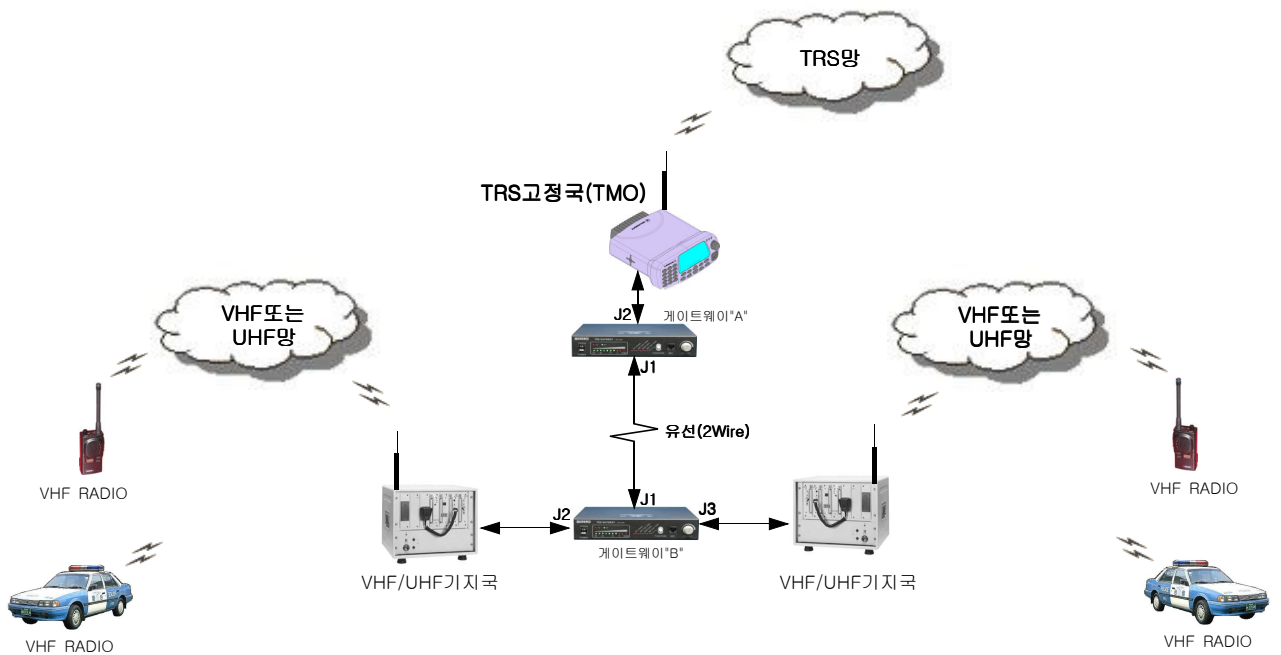 TRS망
TRS고정국(TMO)
J2
게이트웨이"A"
J1
VHF또는
UHF망
VHF또는
UHF망
유선(2Wire)
VHF RADIO
VHF RADIO
J1
J2
J3
게이트웨이"B"
VHF/UHF기지국
VHF/UHF기지국
VHF RADIO
VHF RADIO